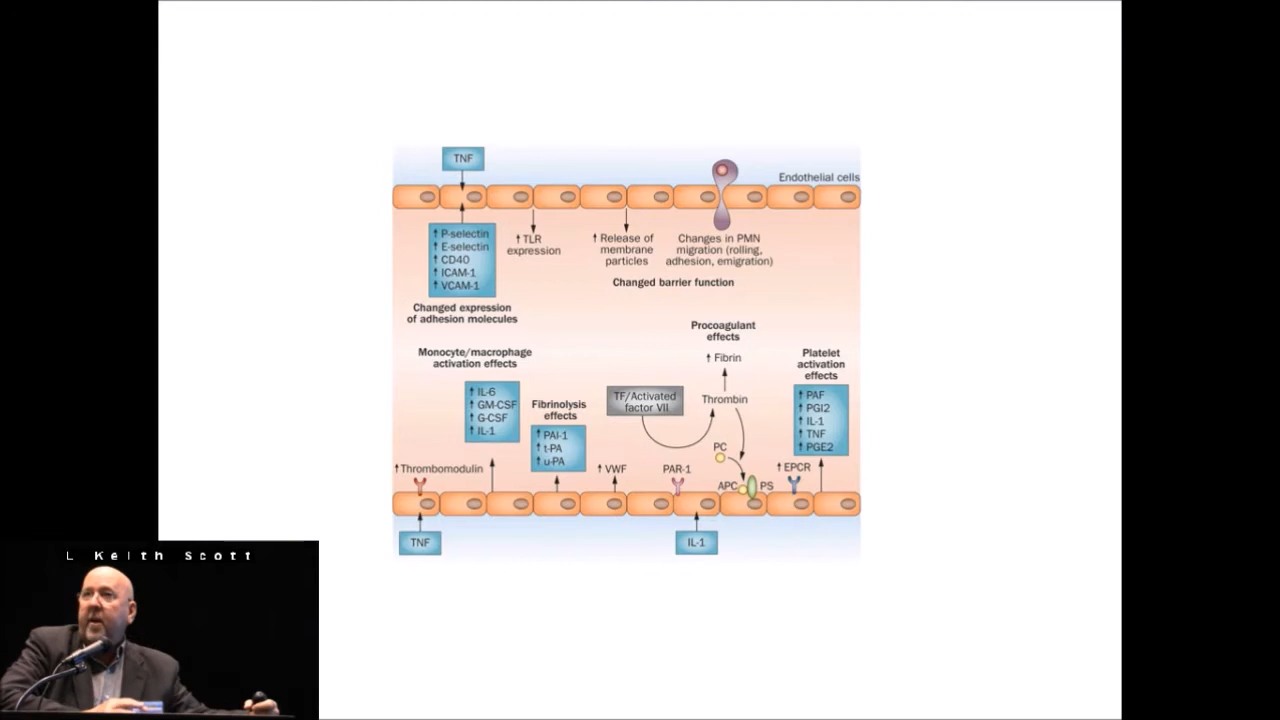 TNF
Endothelial cells
↑ P-selectin
↑ E-selectin
↑ CD40
↑ ICAM-1
↑ VCAM-1
↑ TLR
expression
↑ Release of
membrane
particles
Changes in PMN
migration (rolling,
adhesion, emigration)
Changed barrier function
Changed expression
of adhesion molecules
Monocyte/macrophage
activation effects
↑ IL-6
↑ GM-CSF
↑ G-CSF
↑ IL-1
Fibrinolysis
effects
↑ PAI-1
↑ t-PA
↑ u-PA
TF/Activated
factor VII
Procoagulant
effects
↑ Fibrin
Thrombin
Platelet
activation
effects
↑ PAF
↑ PGI2
↑ IL-1
↑ TNF
↑ PGE2
↑ Thrombomodulin
↑ VWF
PAR-1
PC
APC
PS
↑ EPCR
TNF
IL-1
L Keith Scott